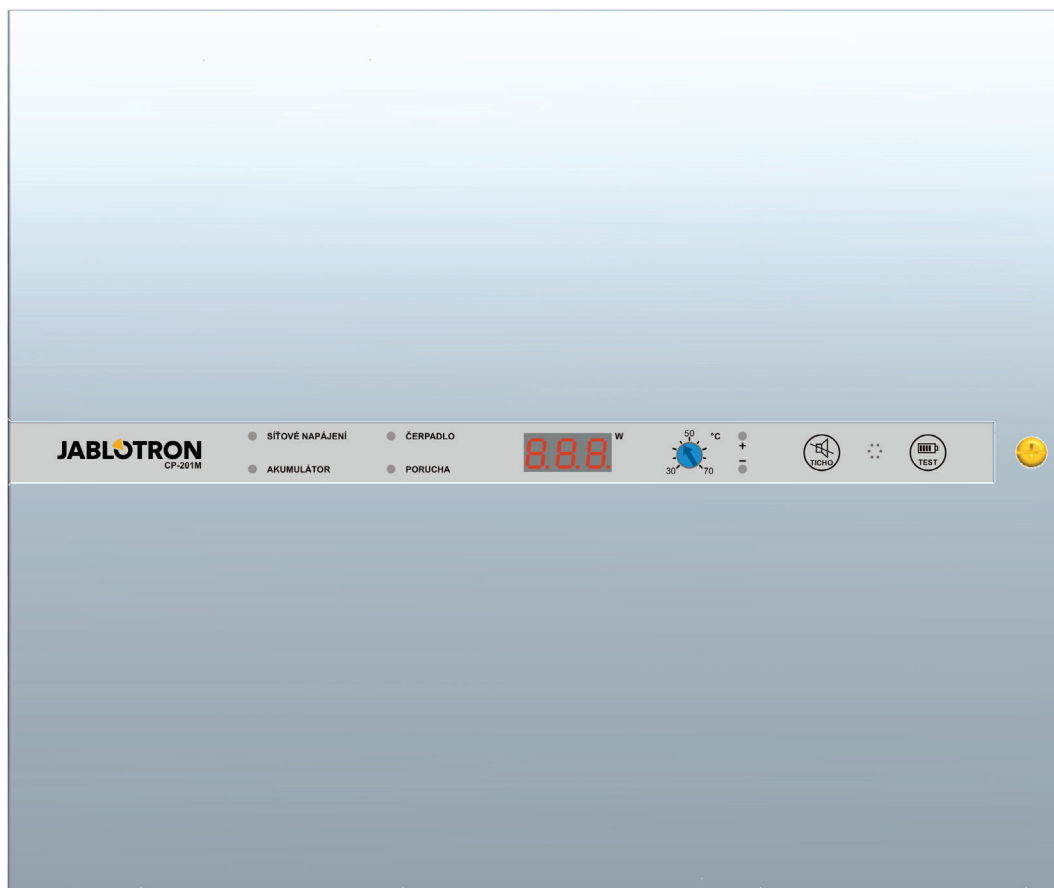 JABLOTRON
CP-201M
SÍŤOVÉ NAPÁJENÍ
AKUMULÁTOR
ČERPADLO
PORUCHA
8.8.8.
W
50
°C
30
70
+
−
TICHO
TEST